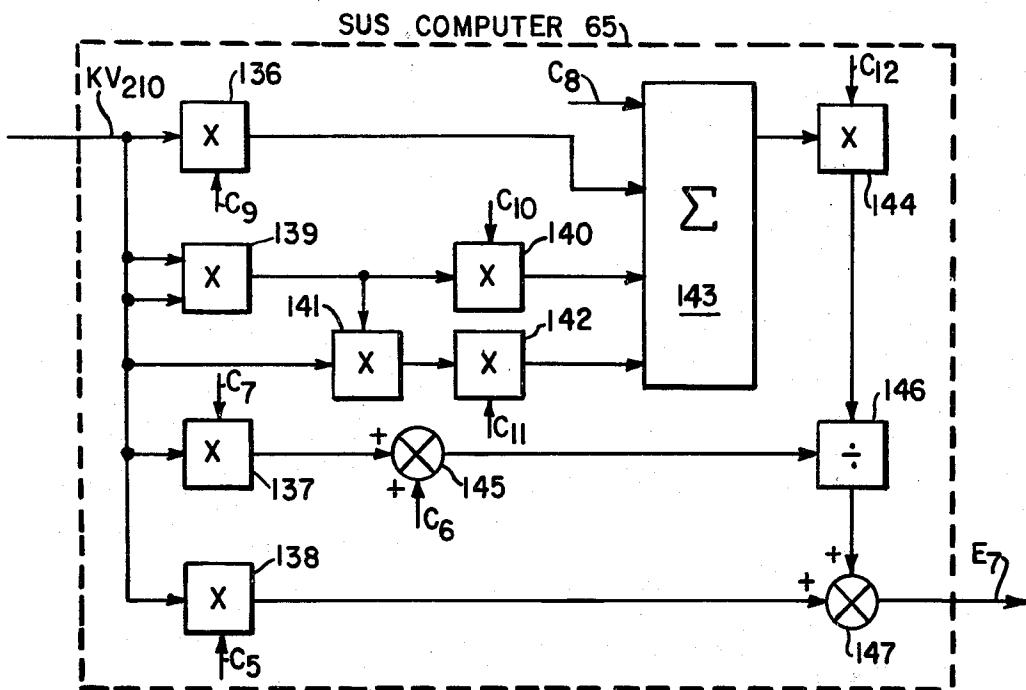 SUS COMPUTER 65
KV210
136
X
C9
C8
C12
X
144
139
X
C10
140
X
Σ
143
141
X
142
X
C11
C7
X
137
+
+
145
C6
146
÷
138
X
C5
+
+
147
E7